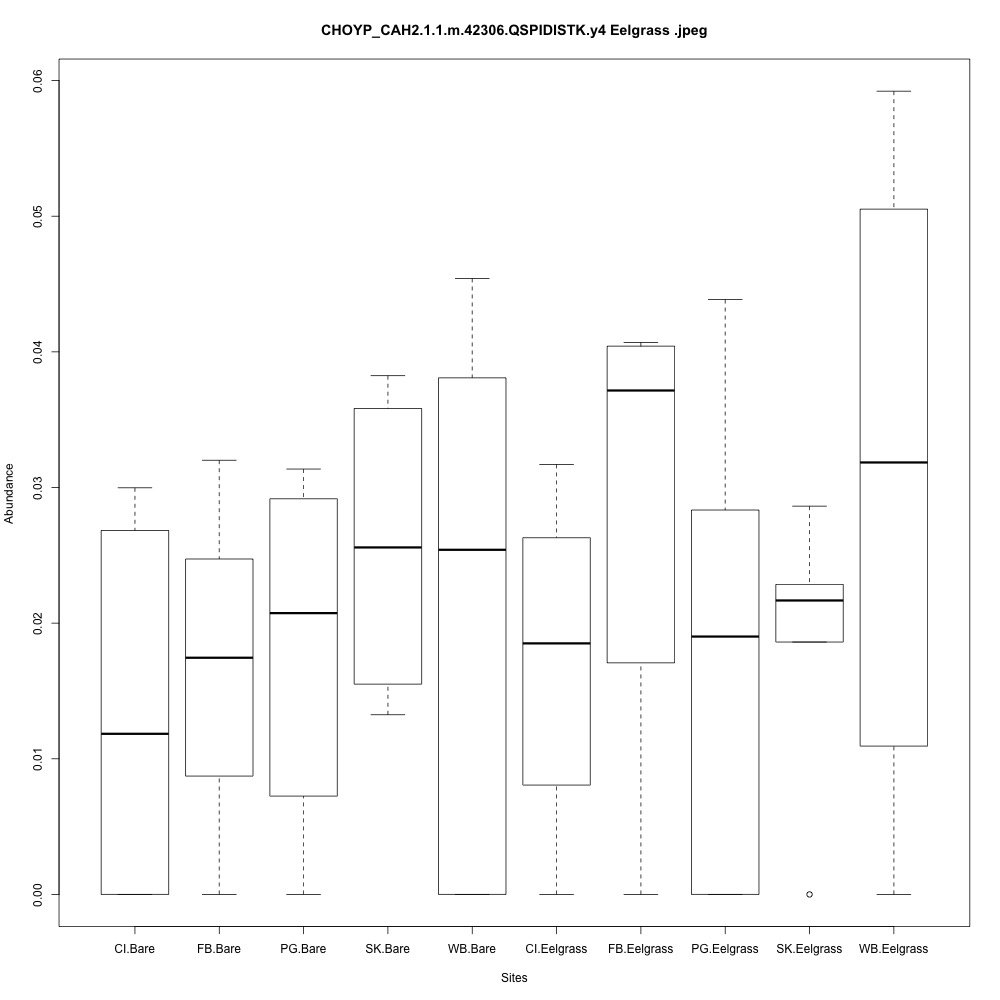 CHOYP_CAH2.1.1.m.42306.QSPIDISTK.y4 Eelgrass .jpeg
0.06
0.05
0.04
0.03
0.02
0.01
0.00
Abundance
CI.Bare FB.Bare PG.Bare SK.Bare WB.Bare CI.Eelgrass FB.Eelgrass PG.Eelgrass SK.Eelgrass WB.Eelgrass
Sites